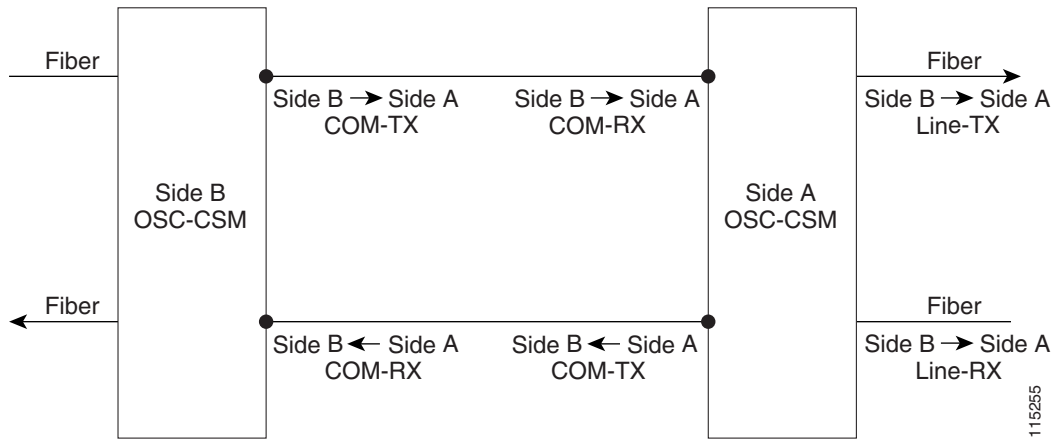 Fiber
Fiber
Side B → Side A
COM-TX
Side B → Side A
COM-RX
Side B → Side A
Line-TX
Side B
OSC-CSM
Side A
OSC-CSM
Fiber
Fiber
Side B ← Side A
COM-RX
Side B ← Side A
COM-TX
Side B → Side A
Line-RX
115255